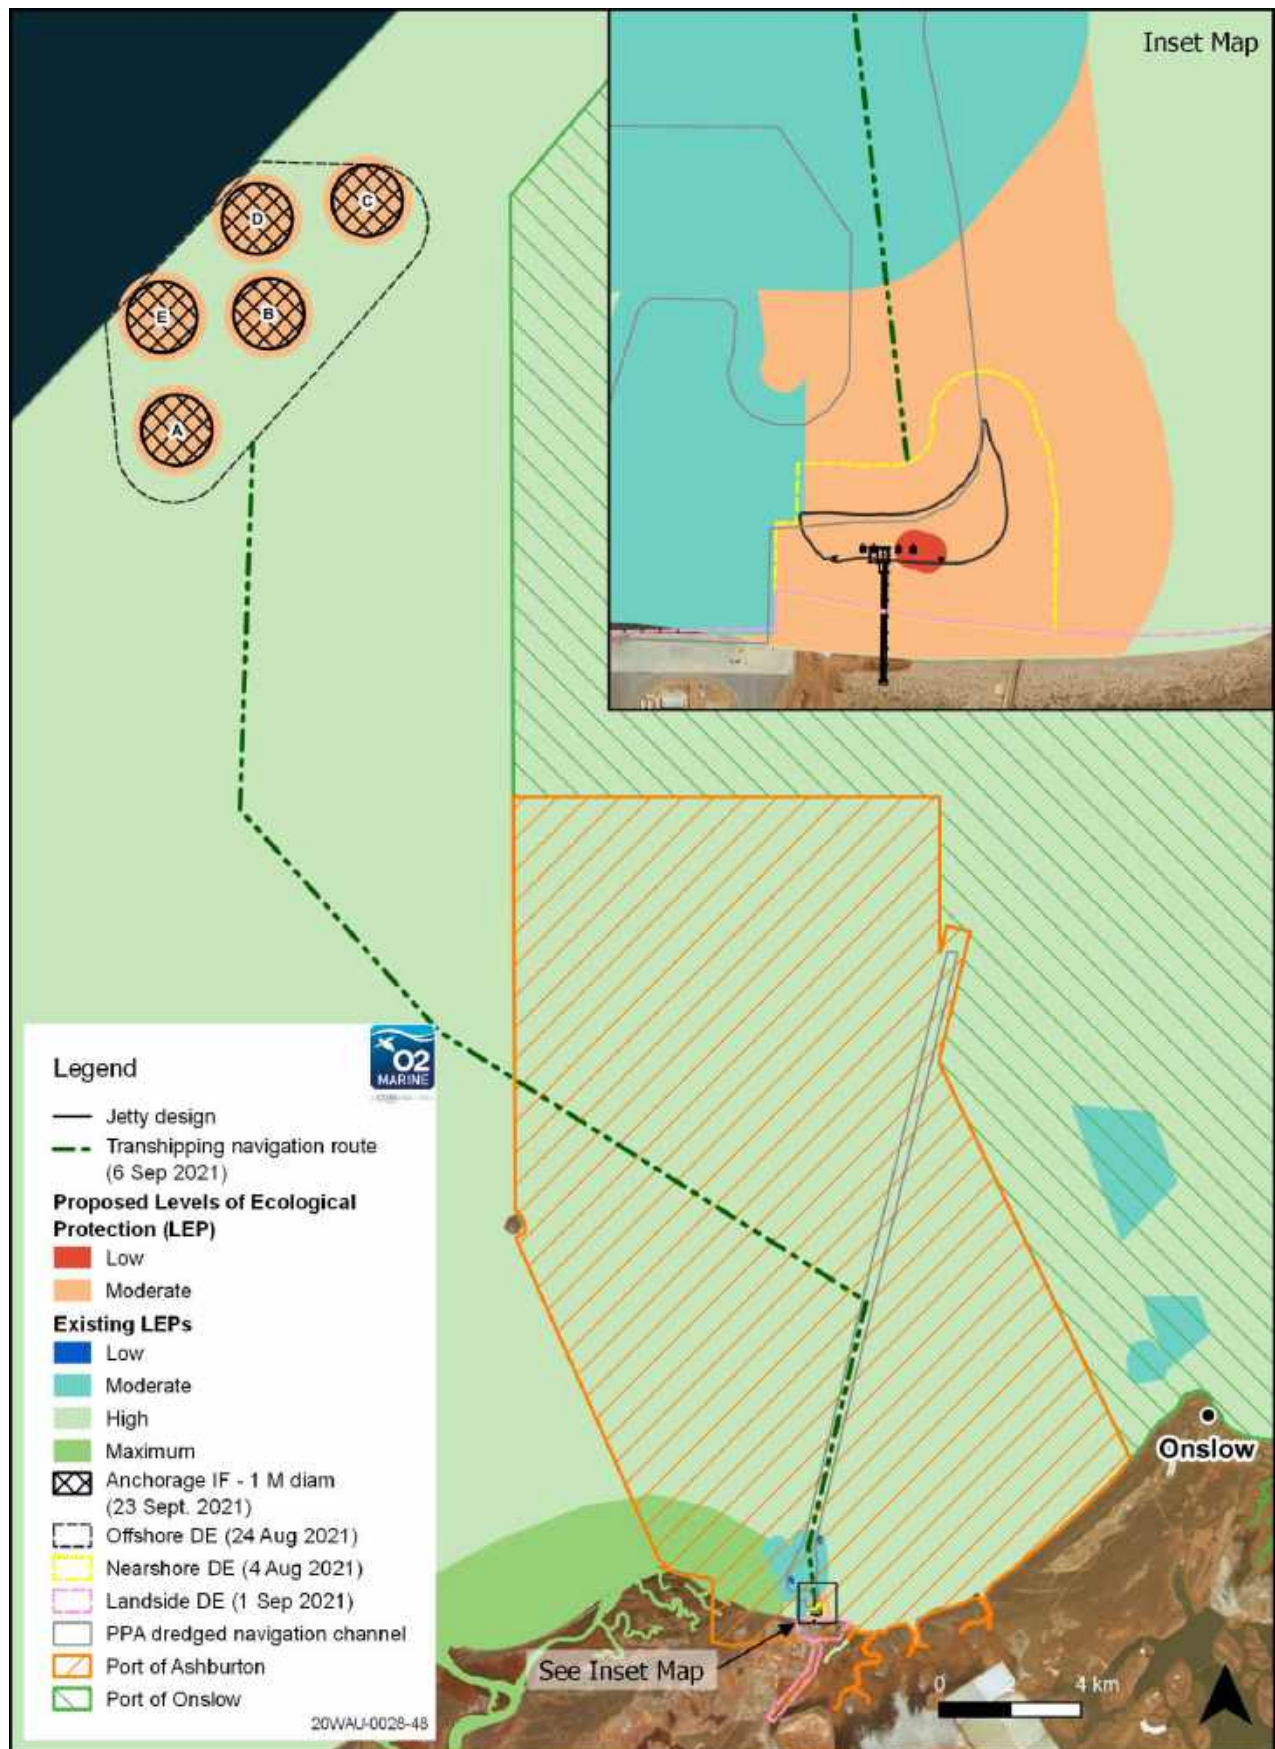 Inset Map
D
C
E
B
A
Legend
O2
MARINE
Jetty design
Transhipping navigation route
(6 Sep 2021)
Proposed Levels of Ecological
Protection (LEP)
Low
Moderate
Existing LEPs
Low
Moderate
High
Maximum
Anchorage IF - 1 M diam
(23 Sept. 2021)
Offshore DE (24 Aug 2021)
Nearshore DE (4 Aug 2021)
Landside DE (1 Sep 2021)
PPA dredged navigation channel
Port of Ashburton
Port of Onslow
20WAU-0028-48
Onslow
See Inset Map
0 2 4 km